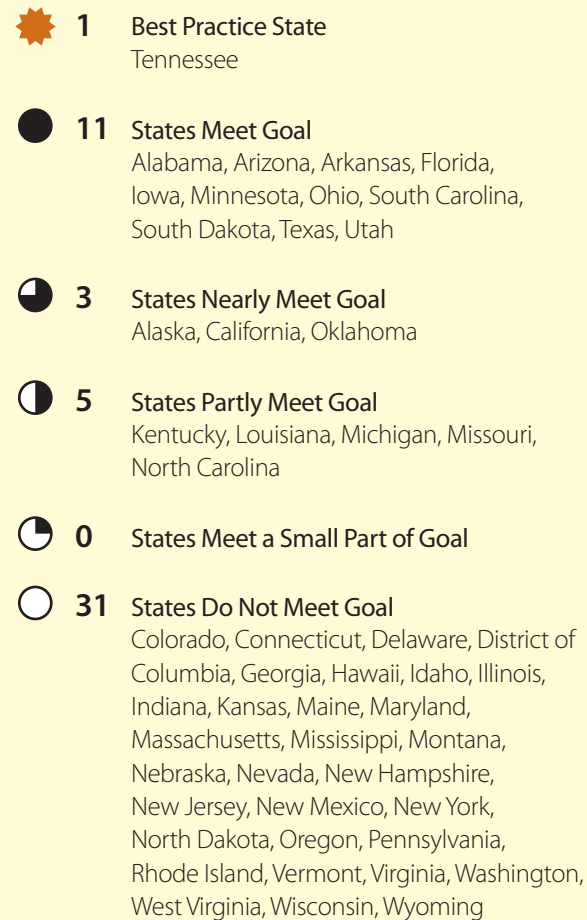 1 Best Practice State
Tennessee
11 States Meet Goal
Alabama, Arizona, Arkansas, Florida,
Iowa, Minnesota, Ohio, South Carolina,
South Dakota, Texas, Utah
3 States Nearly Meet Goal
Alaska, California, Oklahoma
5 States Partly Meet Goal
Kentucky, Louisiana, Michigan, Missouri,
North Carolina
0 States Meet a Small Part of Goal
31 States Do Not Meet Goal
Colorado, Connecticut, Delaware, District of
Columbia, Georgia, Hawaii, Idaho, Illinois,
Indiana, Kansas, Maine, Maryland,
Massachusetts, Mississippi, Montana,
Nebraska, Nevada, New Hampshire,
New Jersey, New Mexico, New York,
North Dakota, Oregon, Pennsylvania,
Rhode Island, Vermont, Virginia, Washington,
West Virginia, Wisconsin, Wyoming